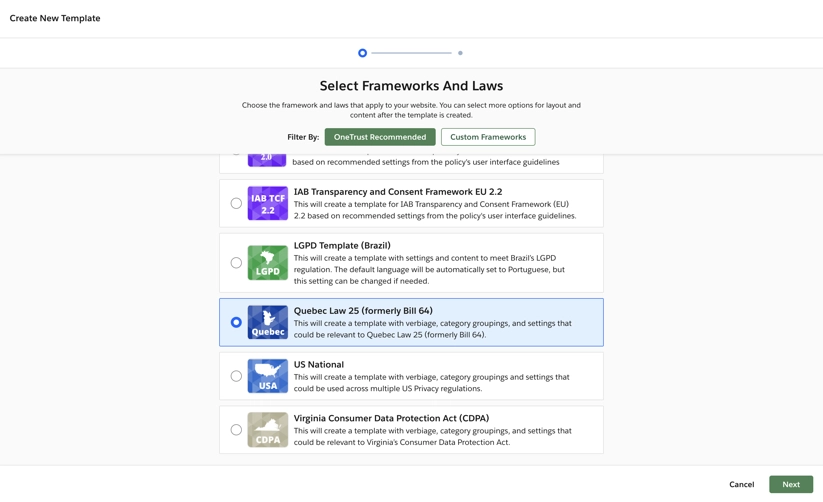 Create New Template
Select Frameworks And Laws
Choose the framework and laws that apply to your website. You can select more options for layout and
content after the template is created.
Filter By: OneTrust Recommended Custom Frameworks
2.0
based on recommended settings from the policy's user interface guidelines
IAB TCF
2.2
IAB Transparency and Consent Framework EU 2.2
This will create a template for IAB Transparency and Consent Framework (EU)
2.2 based on recommended settings from the policy's user interface guidelines.
LGPD
LGPD Template (Brazil)
This will create a template with settings and content to meet Brazil's LGPD
regulation. The default language will be automatically set to Portuguese, but
this setting can be changed if needed.
Quebec
Quebec Law 25 (formerly Bill 64)
This will create a template with verbiage, category groupings, and settings that
could be relevant to Quebec Law 25 (formerly Bill 64).
USA
US National
This will create a template with verbiage, category groupings and settings that
could be used across multiple US Privacy regulations.
CDPA
Virginia Consumer Data Protection Act (CDPA)
This will create a template with verbiage, category groupings, and settings that
could be relevant to Virginia's Consumer Data Protection Act.
Cancel Next